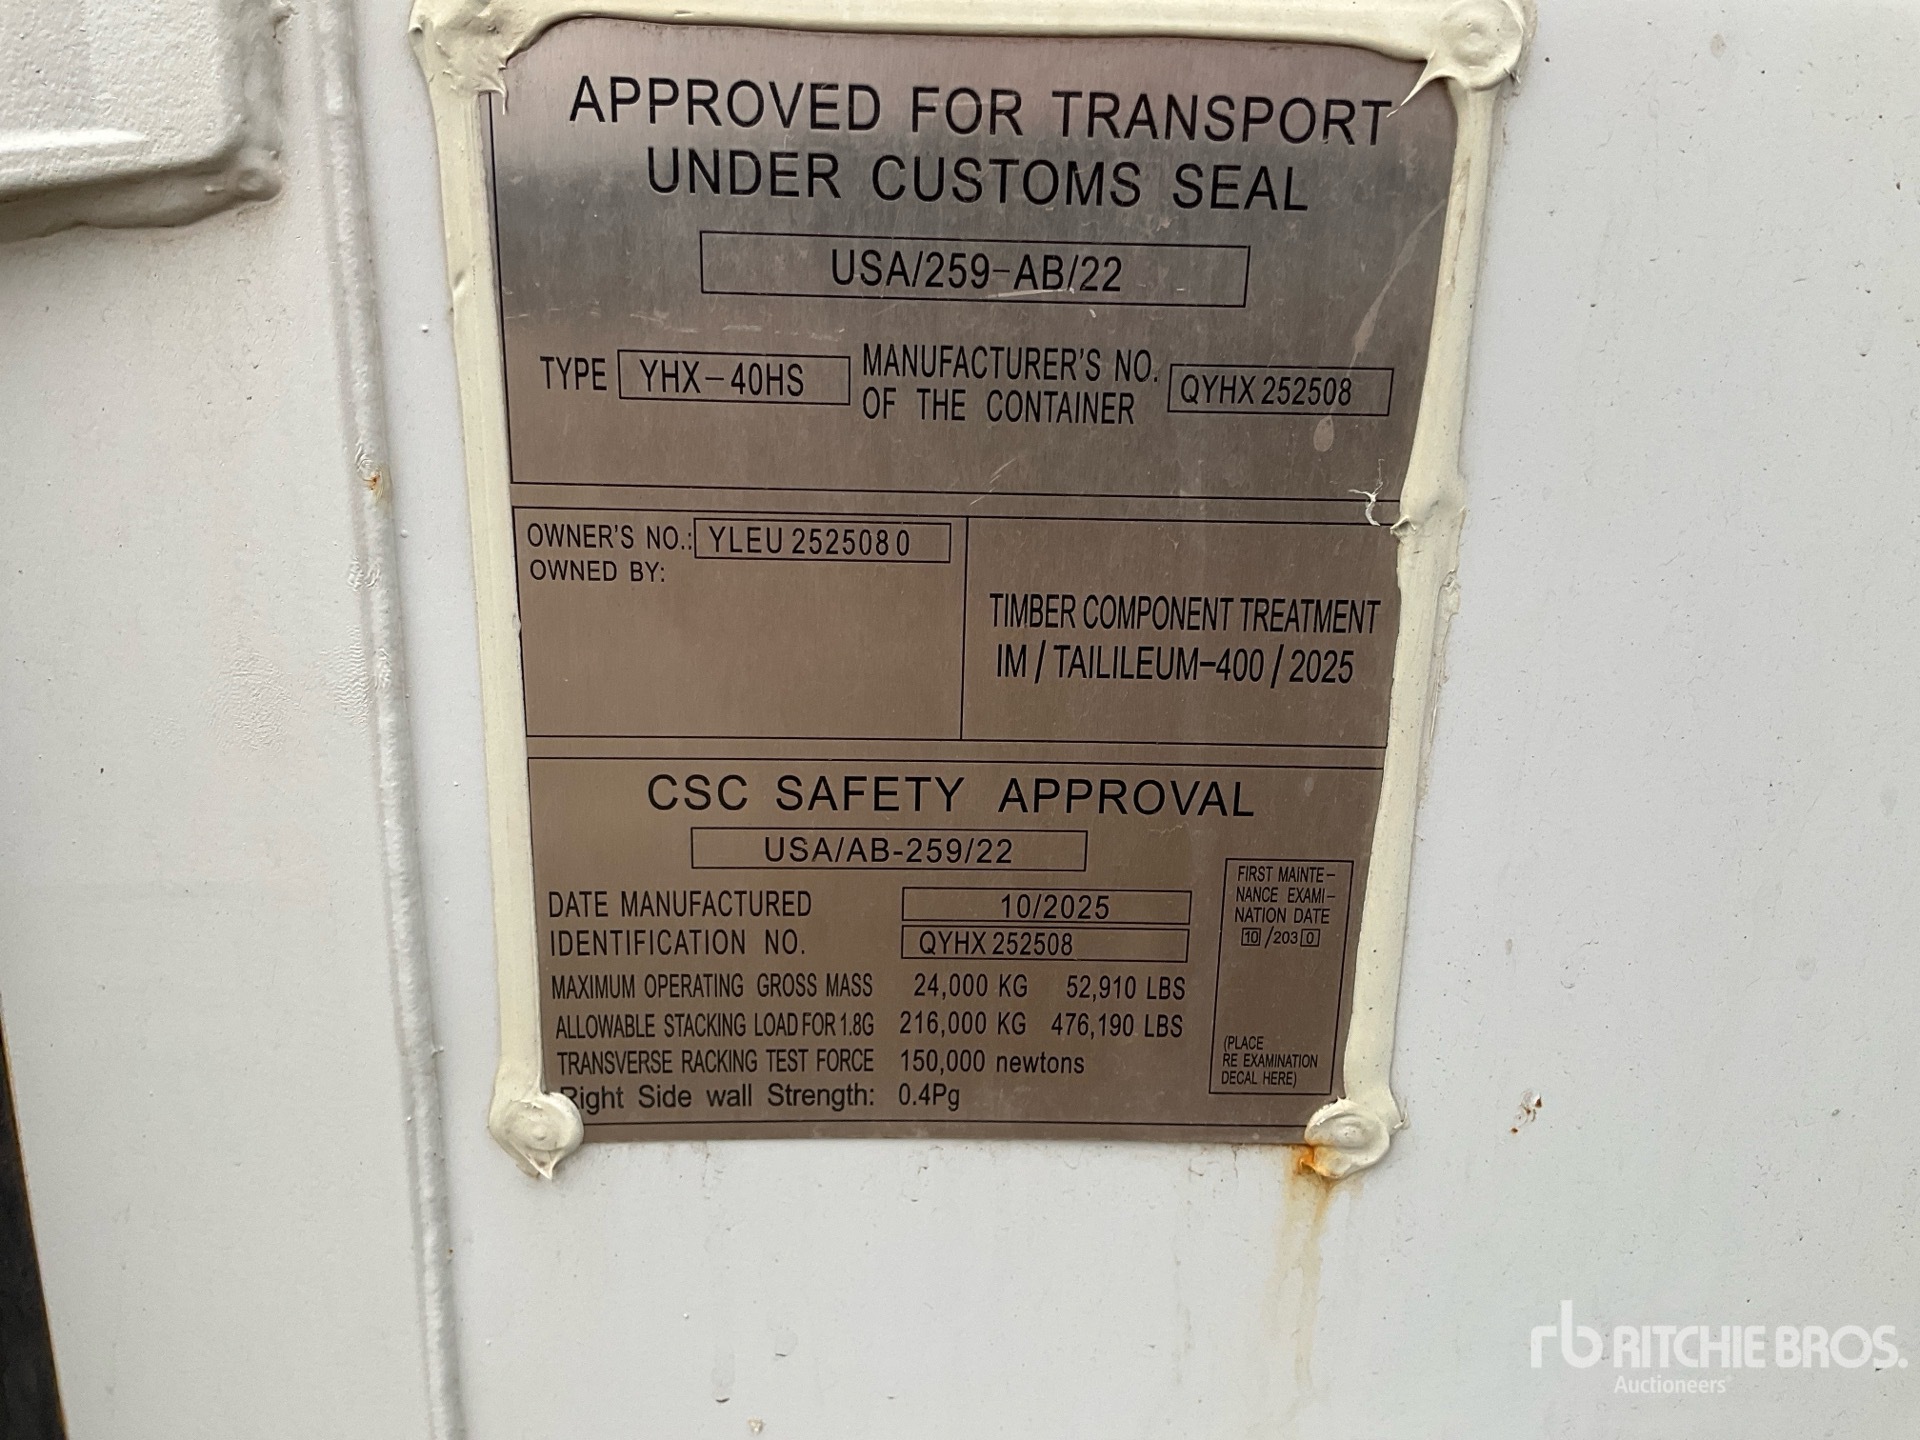 APPROVED FOR TRANSPORT
UNDER CUSTOMS SEAL
USA/259-AB/22
TYPE YHX-40HS MANUFACTURER'S NO. OF THE CONTAINER QYHX 252508
OWNER'S NO.: YLEU 252508 0
OWNED BY:
TIMBER COMPONENT TREATMENT
IM / TAILILEUM-400 / 2025
CSC SAFETY APPROVAL
USA/AB-259/22
DATE MANUFACTURED 10/2025
IDENTIFICATION NO. QYHX 252508
MAXIMUM OPERATING GROSS MASS 24,000 KG 52,910 LBS
ALLOWABLE STACKING LOAD FOR 1.8G 216,000 KG 476,190 LBS
TRANSVERSE RACKING TEST FORCE 150,000 newtons
Right Side wall Strength: 0.4Pg
FIRST MAINTE-
NANCE EXAMI-
NATION DATE
10 /203 0
(PLACE
RE EXAMINATION
DECAL HERE)
rb RITCHIE BROS.
Auctioneers